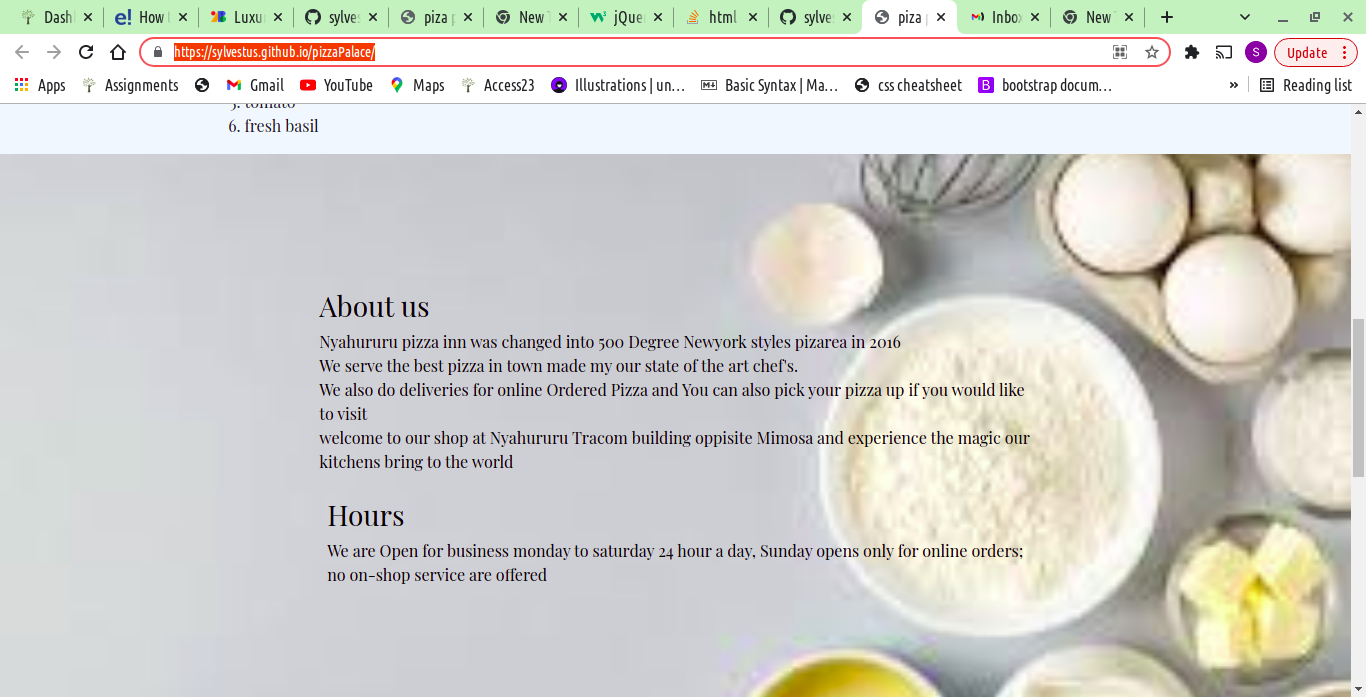 Dash
How
Luxu
sylves
piza
New
jQue
html
sylve
piza
Inbo
New
https://sylvestus.github.io/pizzaPalace/
S
Update
Apps
Assignments
Gmail
YouTube
Maps
Access23
Illustrations | un...
Basic Syntax | Ma...
css cheatsheet
bootstrap docum...
»
Reading list
5. tomato
6. fresh basil
About us
Nyahururu pizza inn was changed into 500 Degree Newyork styles pizarea in 2016
We serve the best pizza in town made my our state of the art chef's.
We also do deliveries for online Ordered Pizza and You can also pick your pizza up if you would like
to visit
welcome to our shop at Nyahururu Tracom building oppisite Mimosa and experience the magic our
kitchens bring to the world
Hours
We are Open for business monday to saturday 24 hour a day, Sunday opens only for online orders;
no on-shop service are offered